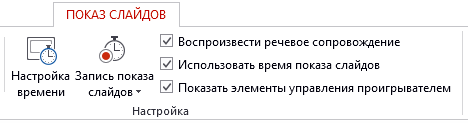 ПОКАЗ СЛАЙДОВ
Настройка
времени
Запись показа
слайдов
Воспроизвести речевое сопровождение
Использовать время показа слайдов
Показать элементы управления проигрывателем
Настройка